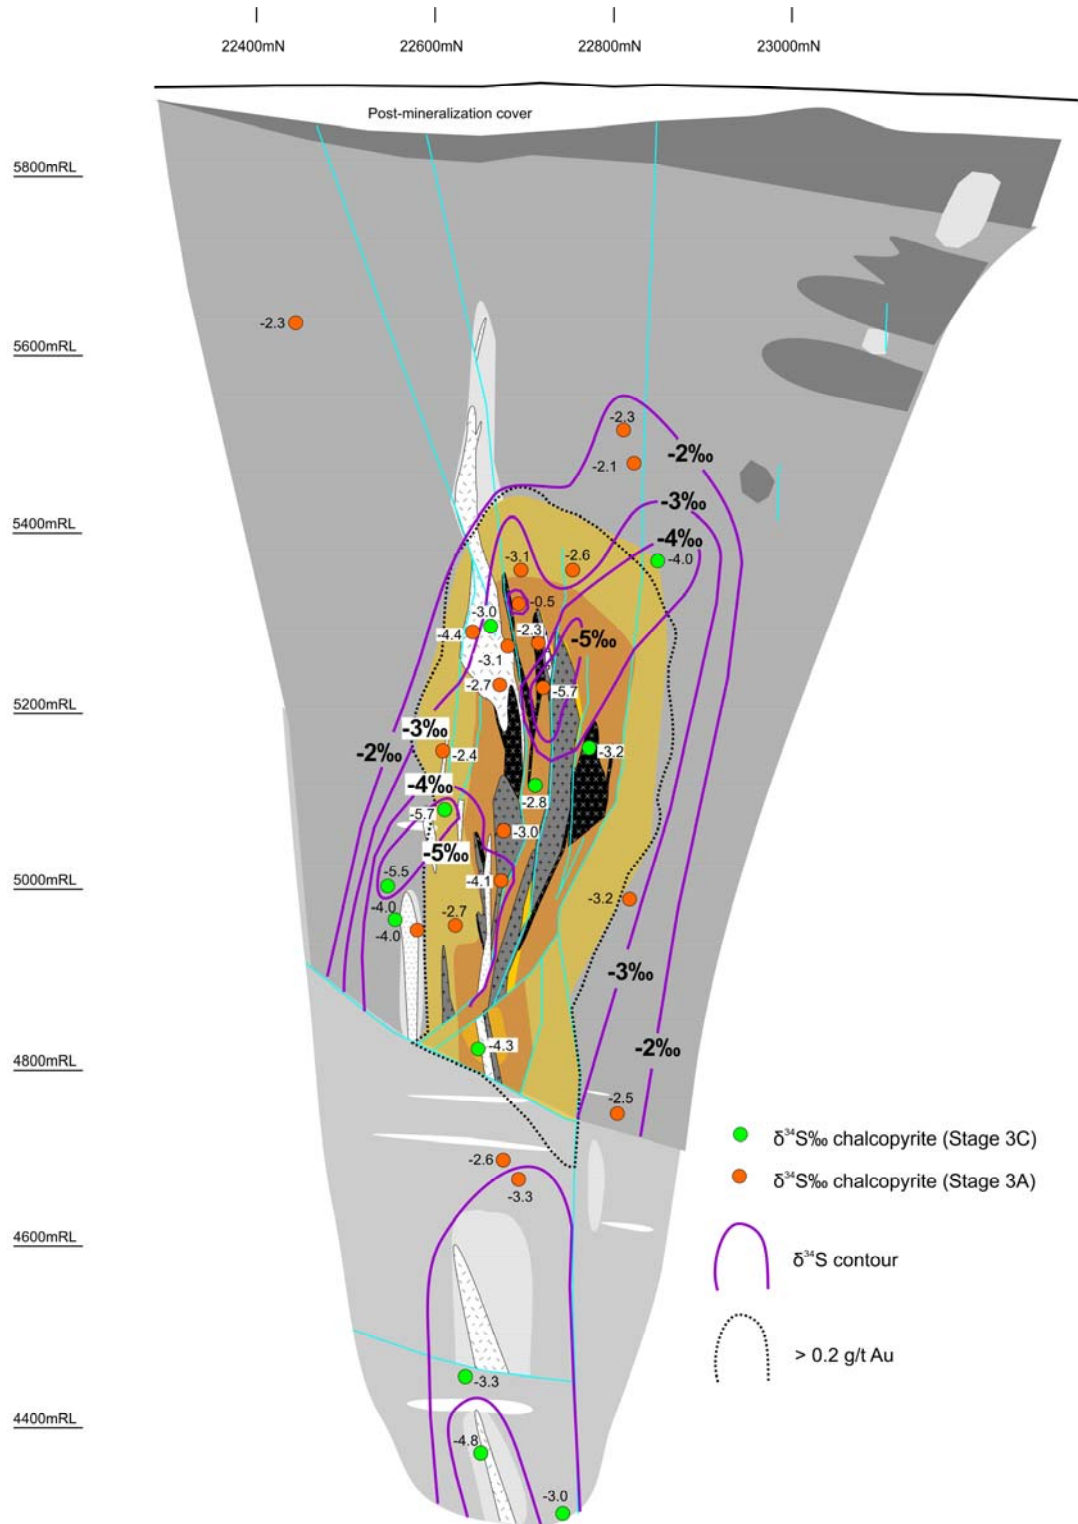 22400mN 22600mN 22800mN 23000mN
Post-mineralization cover
5800mRL
-2.3
5600mRL
-2.3
-2‰
-2.1
-3‰
5400mRL
-4‰
-3.1 -2.6 -4.0
-0.5
-3.0
-4.4 -2.3 -5‰
-3.1
-2.7 -5.7
5200mRL
-3‰
-2‰ -2.4 -3.2
-4‰
-5.7 -2.8
-3.0
-5‰
-5.5 -4.1
5000mRL
-4.0 -2.7 -3.2
-4.0
-3‰
-4.3 -2‰
4800mRL
-2.5
δ³⁴S‰ chalcopyrite (Stage 3C)
-2.6
-3.3 δ³⁴S‰ chalcopyrite (Stage 3A)
4600mRL
δ³⁴S contour
> 0.2 g/t Au
-3.3
4400mRL
-4.8
-3.0